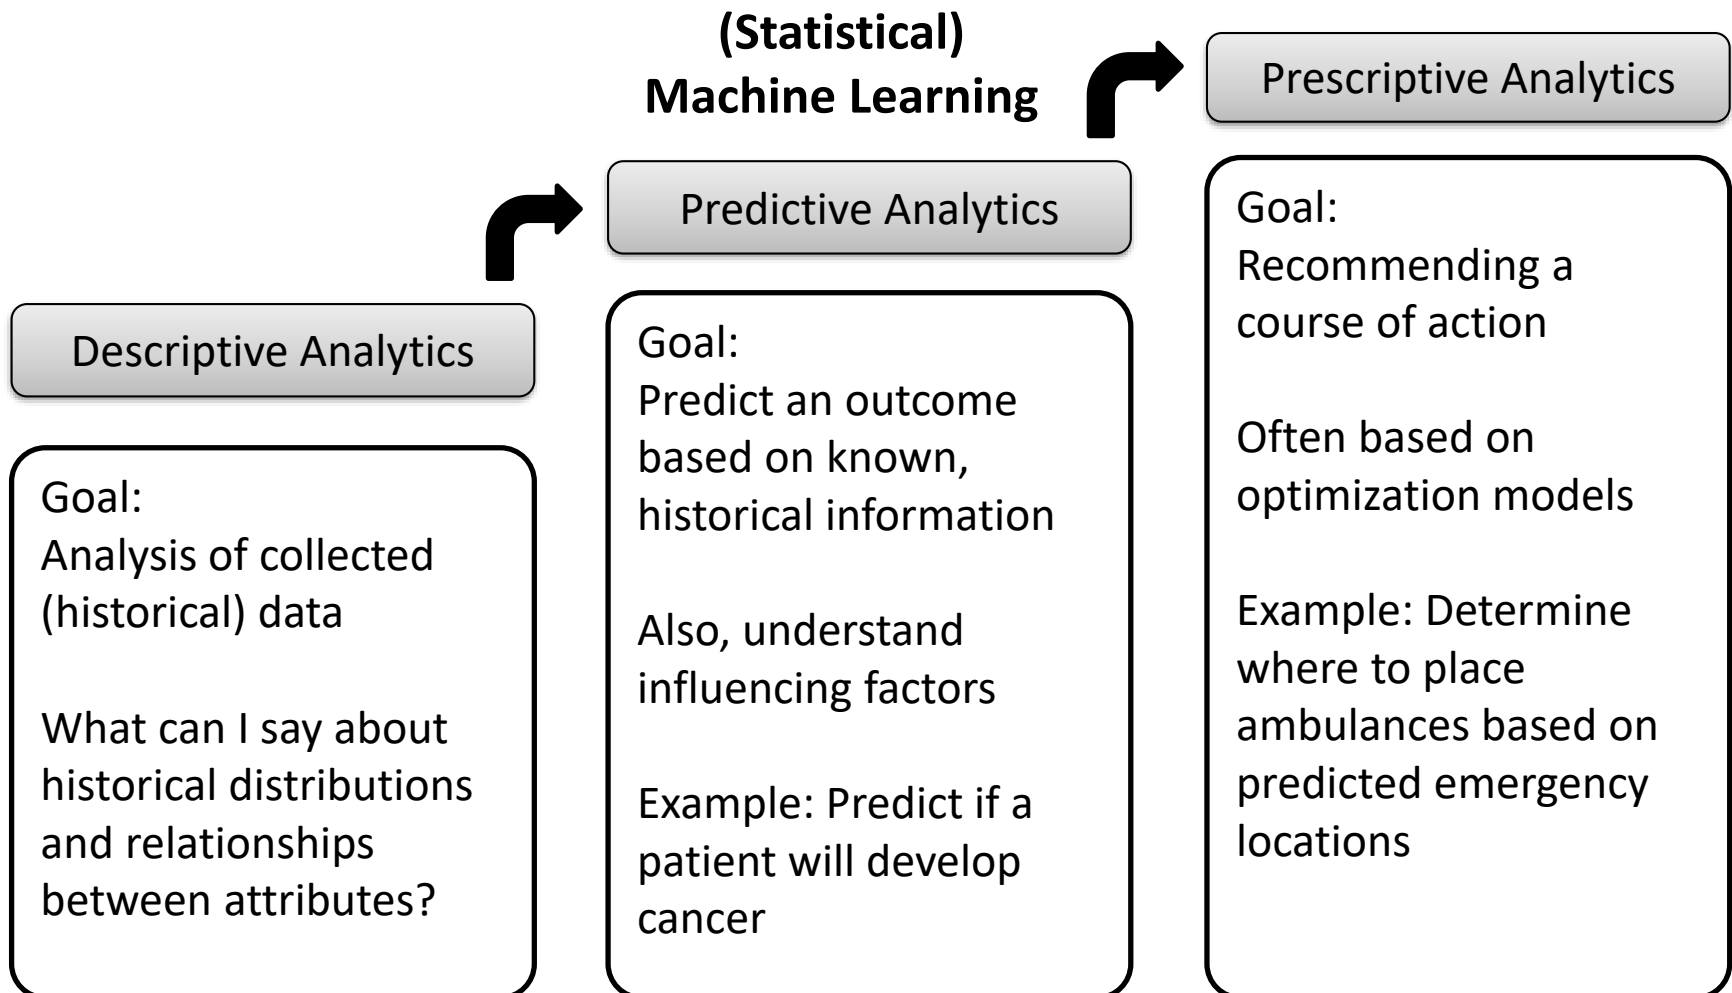 (Statistical)
Machine Learning
Descriptive Analytics
Goal:
Analysis of collected
(historical) data
What can I say about
historical distributions
and relationships
between attributes?
Predictive Analytics
Goal:
Predict an outcome
based on known,
historical information
Also, understand
influencing factors
Example: Predict if a
patient will develop
cancer
Prescriptive Analytics
Goal:
Recommending a
course of action
Often based on
optimization models
Example: Determine
where to place
ambulances based on
predicted emergency
locations